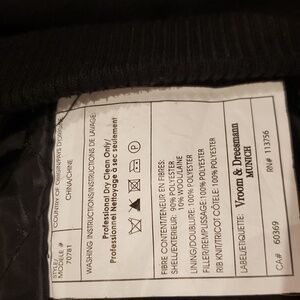 STYLE/
MODELE #
70781
COUNTRY OF ORIGIN/PAYS D'ORIGINE
CHINA/CHINE
WASHING INSTRUCTIONS/INSTRUCTIONS DE LAVAGE:
Professional Dry Clean Only/
Professionnel Nettoyage à sec seulement
P
FIBRE CONTENT/TENEUR EN FIBRES:
SHELL/EXTERIEUR: 90% POLYESTER
10% WOOL/LAINE
LINING/DOUBLURE: 100% POLYESTER
FILLER/REMPLISSAGE: 100% POLYESTER
RIB KNIT/TRICOT CÔTELÉ: 100% POLYESTER
LABEL/ETIQUETTE: Vroom & Dreesmann
MUNICH
CA# 60369 RN# 113756